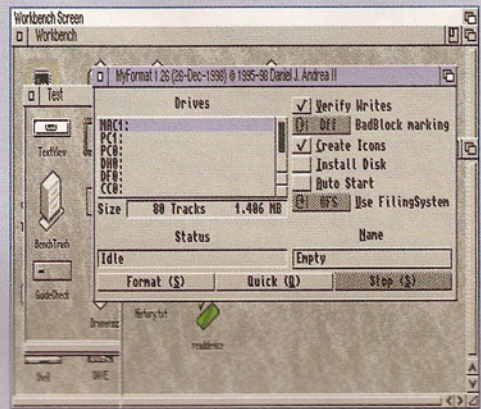 Workbench Screen
Workbench
MyFormat 1.26 (26-Dec-1998) © 1995-98 Daniel J. Andrea II
Test
TextView
BenchTrash
GuideCheck
Shell
DAVE
History.txt
readdevice
Drives
MAC1:
PC1:
PC0:
DH0:
DF0:
CC0:
Size 80 Tracks 1.406 MB
Status
Idle
Verify Writes
Off BadBlock marking
Create Icons
Install Disk
Auto Start
OFS Use FilingSystem
Name
Empty
Format (S)
Quick (Q)
Stop (S)